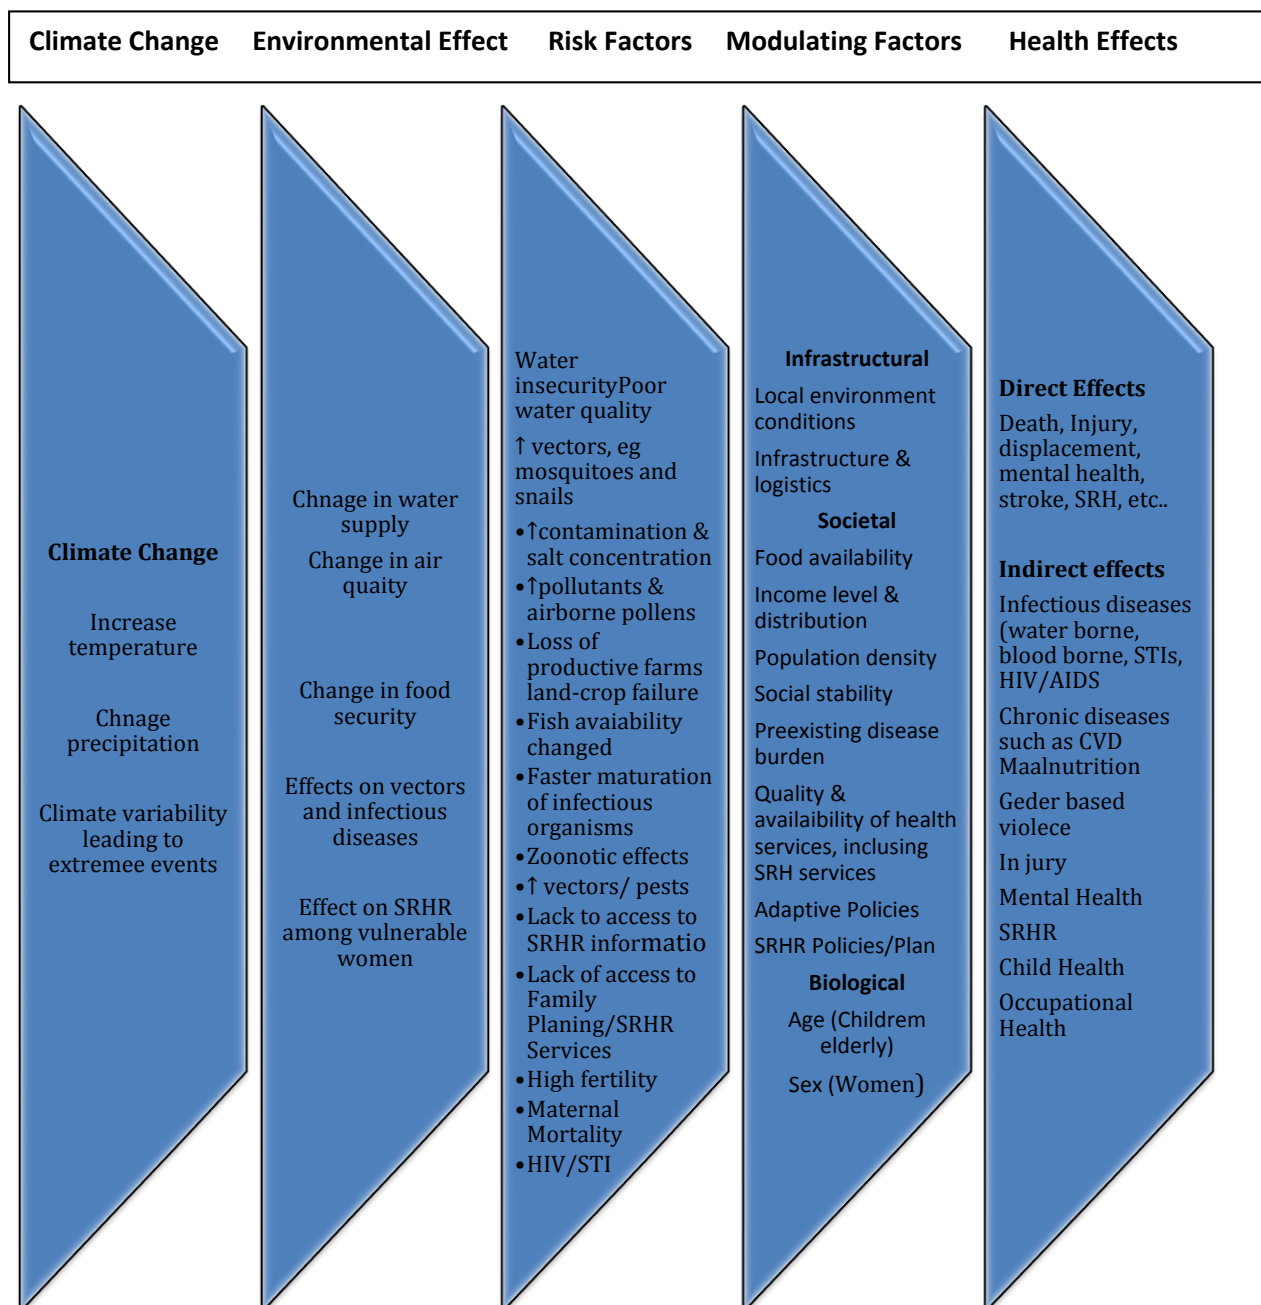 Climate Change
Environmental Effect
Risk Factors
Modulating Factors
Health Effects
Climate Change
Increase
temperature
Chnage
precipitation
Climate variability
leading to
extremee events
Chnage in water
supply
Change in air
quaity
Change in food
security
Effects on vectors
and infectious
diseases
Effect on SRHR
among vulnerable
women
Water
insecurityPoor
water quality
↑ vectors, eg
mosquitoes and
snails
•↑contamination &
salt concentration
•↑pollutants &
airborne pollens
•Loss of
productive farms
land-crop failure
•Fish avaiability
changed
•Faster maturation
of infectious
organisms
•Zoonotic effects
•↑ vectors/ pests
•Lack to access to
SRHR informatio
•Lack of access to
Family
Planing/SRHR
Services
•High fertility
•Maternal
Mortality
•HIV/STI
Infrastructural
Local environment
conditions
Infrastructure &
logistics
Societal
Food availability
Income level &
distribution
Population density
Social stability
Preexisting disease
burden
Quality &
availaibility of health
services, inclusing
SRH services
Adaptive Policies
SRHR Policies/Plan
Biological
Age (Childrem
elderly)
Sex (Women)
Direct Effects
Death, Injury,
displacement,
mental health,
stroke, SRH, etc..
Indirect effects
Infectious diseases
(water borne,
blood borne, STIs,
HIV/AIDS
Chronic diseases
such as CVD
Maalnutrition
Geder based
violece
In jury
Mental Health
SRHR
Child Health
Occupational
Health